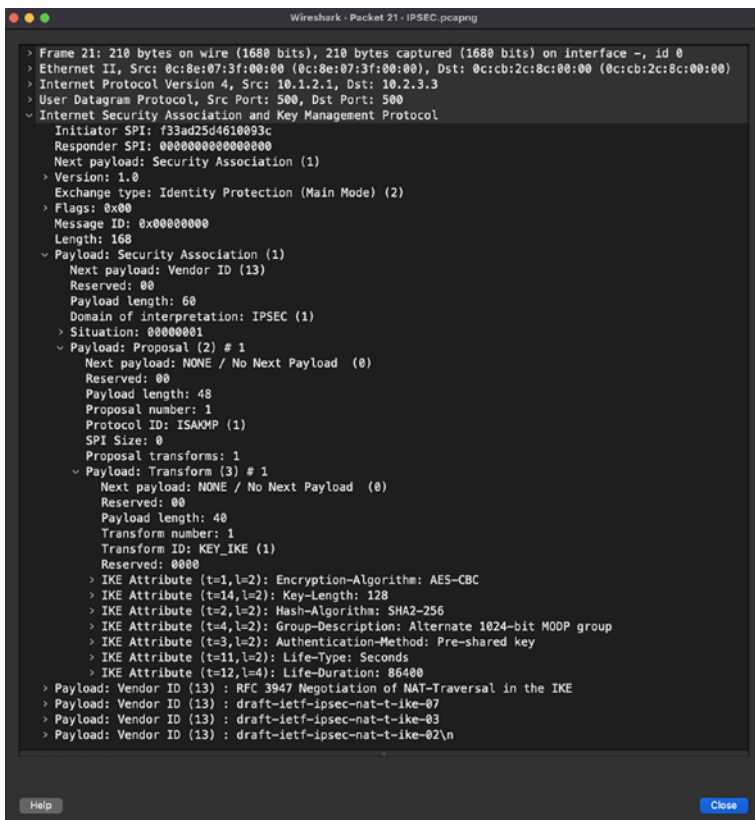 Wireshark · Packet 21 · IPSEC.pcapng
> Frame 21: 210 bytes on wire (1680 bits), 210 bytes captured (1680 bits) on interface -, id 0
> Ethernet II, Src: 0c:8e:07:3f:00:00 (0c:8e:07:3f:00:00), Dst: 0c:cb:2c:8c:00:00 (0c:cb:2c:8c:00:00)
> Internet Protocol Version 4, Src: 10.1.2.1, Dst: 10.2.3.3
> User Datagram Protocol, Src Port: 500, Dst Port: 500
Internet Security Association and Key Management Protocol
Initiator SPI: f33ad25d4610093c
Responder SPI: 0000000000000000
Next payload: Security Association (1)
> Version: 1.0
Exchange type: Identity Protection (Main Mode) (2)
> Flags: 0x00
Message ID: 0x00000000
Length: 168
Payload: Security Association (1)
Next payload: Vendor ID (13)
Reserved: 00
Payload length: 60
Domain of interpretation: IPSEC (1)
> Situation: 00000001
Payload: Proposal (2) # 1
Next payload: NONE / No Next Payload  (0)
Reserved: 00
Payload length: 48
Proposal number: 1
Protocol ID: ISAKMP (1)
SPI Size: 0
Proposal transforms: 1
Payload: Transform (3) # 1
Next payload: NONE / No Next Payload  (0)
Reserved: 00
Payload length: 40
Transform number: 1
Transform ID: KEY_IKE (1)
Reserved: 0000
> IKE Attribute (t=1,l=2): Encryption-Algorithm: AES-CBC
> IKE Attribute (t=14,l=2): Key-Length: 128
> IKE Attribute (t=2,l=2): Hash-Algorithm: SHA2-256
> IKE Attribute (t=4,l=2): Group-Description: Alternate 1024-bit MODP group
> IKE Attribute (t=3,l=2): Authentication-Method: Pre-shared key
> IKE Attribute (t=11,l=2): Life-Type: Seconds
> IKE Attribute (t=12,l=4): Life-Duration: 86400
> Payload: Vendor ID (13) : RFC 3947 Negotiation of NAT-Traversal in the IKE
> Payload: Vendor ID (13) : draft-ietf-ipsec-nat-t-ike-07
> Payload: Vendor ID (13) : draft-ietf-ipsec-nat-t-ike-03
> Payload: Vendor ID (13) : draft-ietf-ipsec-nat-t-ike-02\n
Help
Close